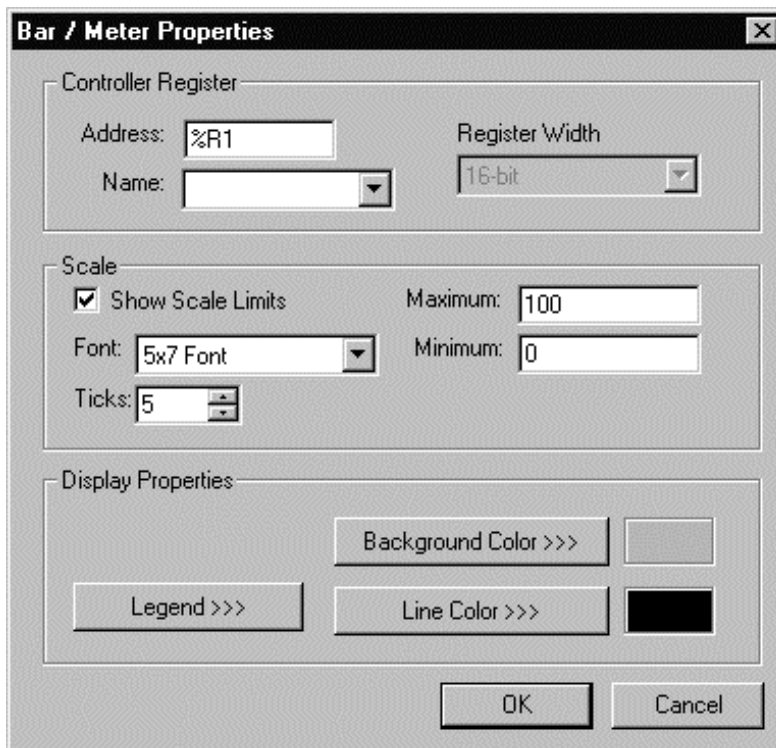 Bar / Meter Properties
Controller Register
Address: %R1
Register Width
Name:
16-bit
Scale
Show Scale Limits
Maximum: 100
Font: 5x7 Font
Minimum: 0
Ticks: 5
Display Properties
Background Color >>>
Legend >>>
Line Color >>>
OK
Cancel